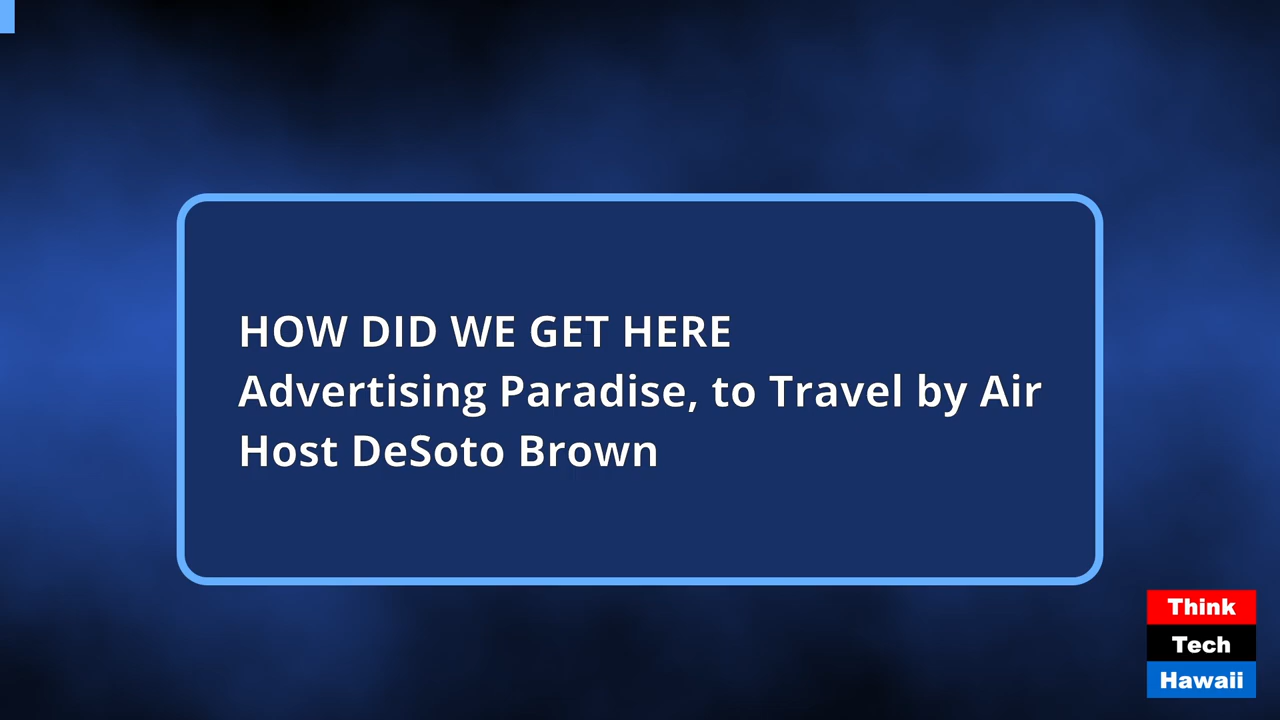 HOW DID WE GET HERE
Advertising Paradise, to Travel by Air
Host DeSoto Brown
Think
Tech
Hawaii